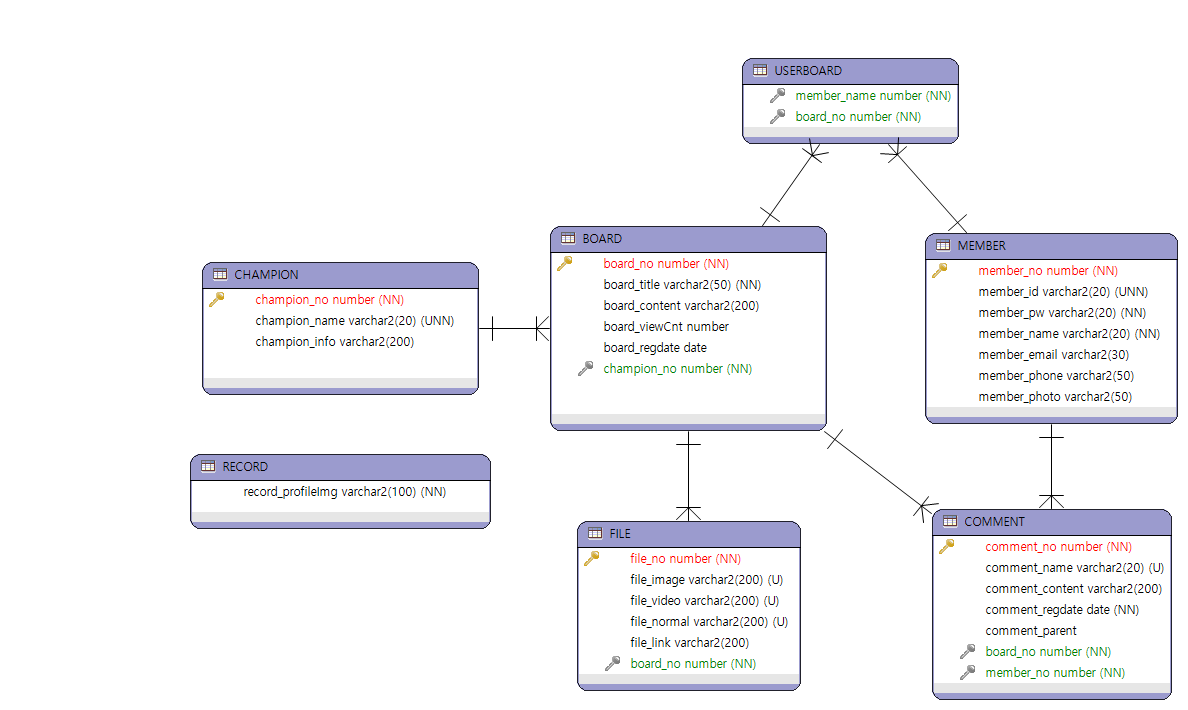 USERBOARD
member_name number (NN)
board_no number (NN)
BOARD
board_no number (NN)
board_title varchar2(50) (NN)
board_content varchar2(200)
board_viewCnt number
board_regdate date
champion_no number (NN)
MEMBER
member_no number (NN)
member_id varchar2(20) (UNN)
member_pw varchar2(20) (NN)
member_name varchar2(20) (NN)
member_email varchar2(30)
member_phone varchar2(50)
member_photo varchar2(50)
CHAMPION
champion_no number (NN)
champion_name varchar2(20) (UNN)
champion_info varchar2(200)
RECORD
record_profileImg varchar2(100) (NN)
FILE
file_no number (NN)
file_image varchar2(200) (U)
file_video varchar2(200) (U)
file_normal varchar2(200) (U)
file_link varchar2(200)
board_no number (NN)
COMMENT
comment_no number (NN)
comment_name varchar2(20) (U)
comment_content varchar2(200)
comment_regdate date (NN)
comment_parent
board_no number (NN)
member_no number (NN)